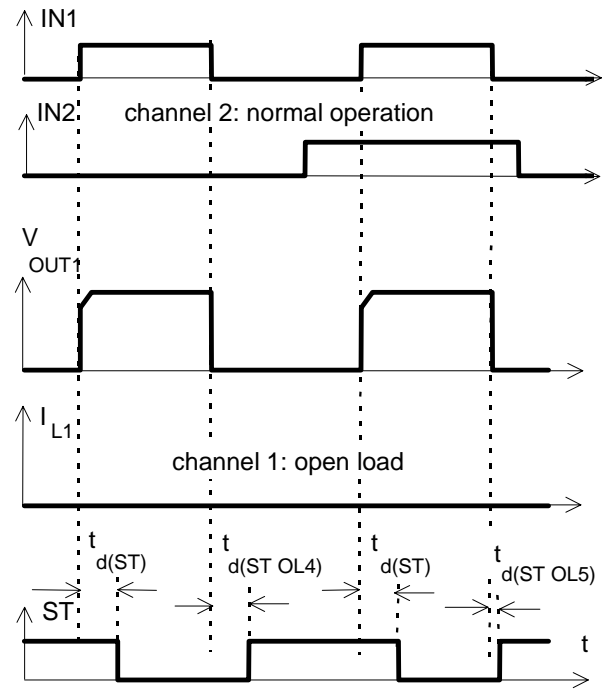 IN1
IN2
channel 2: normal operation
V
OUT1
I L1
channel 1: open load
t d(ST)
t d(ST OL4)
t d(ST)
t d(ST OL5)
ST
t